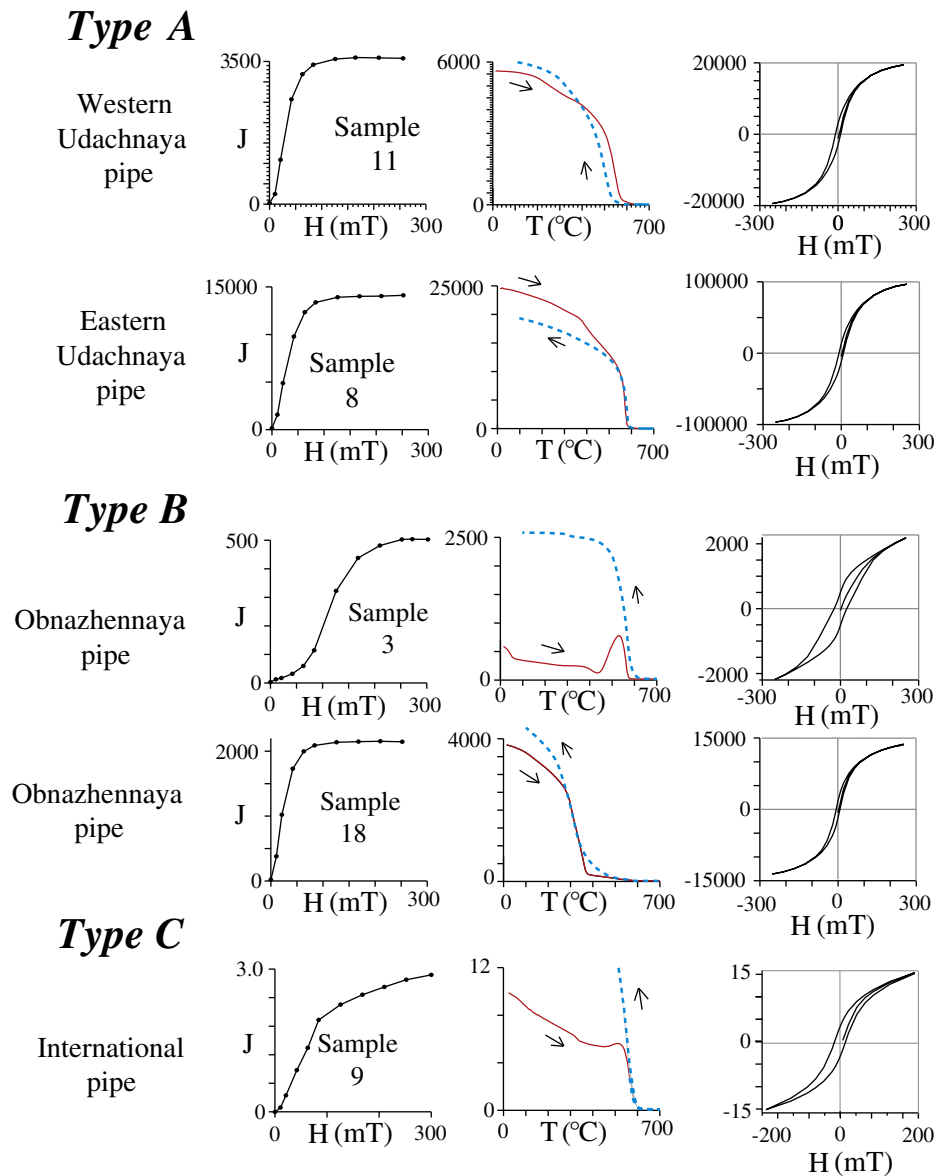 Type A
Western
Udachnaya
pipe
3500
J
0
Sample
11
H (mT)
300
6000
0
T (°C)
700
20000
0
-20000
-300
0
300
H (mT)
Eastern
Udachnaya
pipe
15000
J
0
Sample
8
H (mT)
300
25000
0
T (°C)
700
100000
0
-100000
-300
0
300
H (mT)
Type B
Obnazhennaya
pipe
500
J
0
Sample
3
0
H (mT)
300
2500
0
0
T (°C)
700
2000
0
-2000
-300
0
300
H (mT)
Obnazhennaya
pipe
2000
J
0
Sample
18
0
H (mT)
300
4000
0
0
T (°C)
700
15000
0
-15000
-300
0
300
H (mT)
Type C
International
pipe
3.0
J
0
Sample
9
0
H (mT)
300
12
0
0
T (°C)
700
15
0
-15
-200
0
200
H (mT)